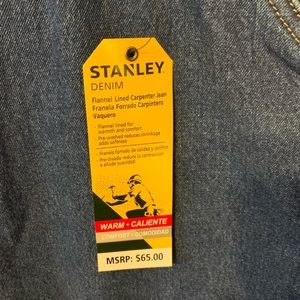 STANLEY
DENIM
Flannel Lined Carpenter Jean
Franela Forrado Carpintero
Vaquero
· Flannel lined for
warmth and comfort
· Pre-washed reduces shrinkage
adds softness
· Franela forrado de calidez y confort
· Pre-lavado reduce la contracción
a añade suavidad
WARM - CALIENTE
COMFORT - COMODIDAD
MSRP: $65.00